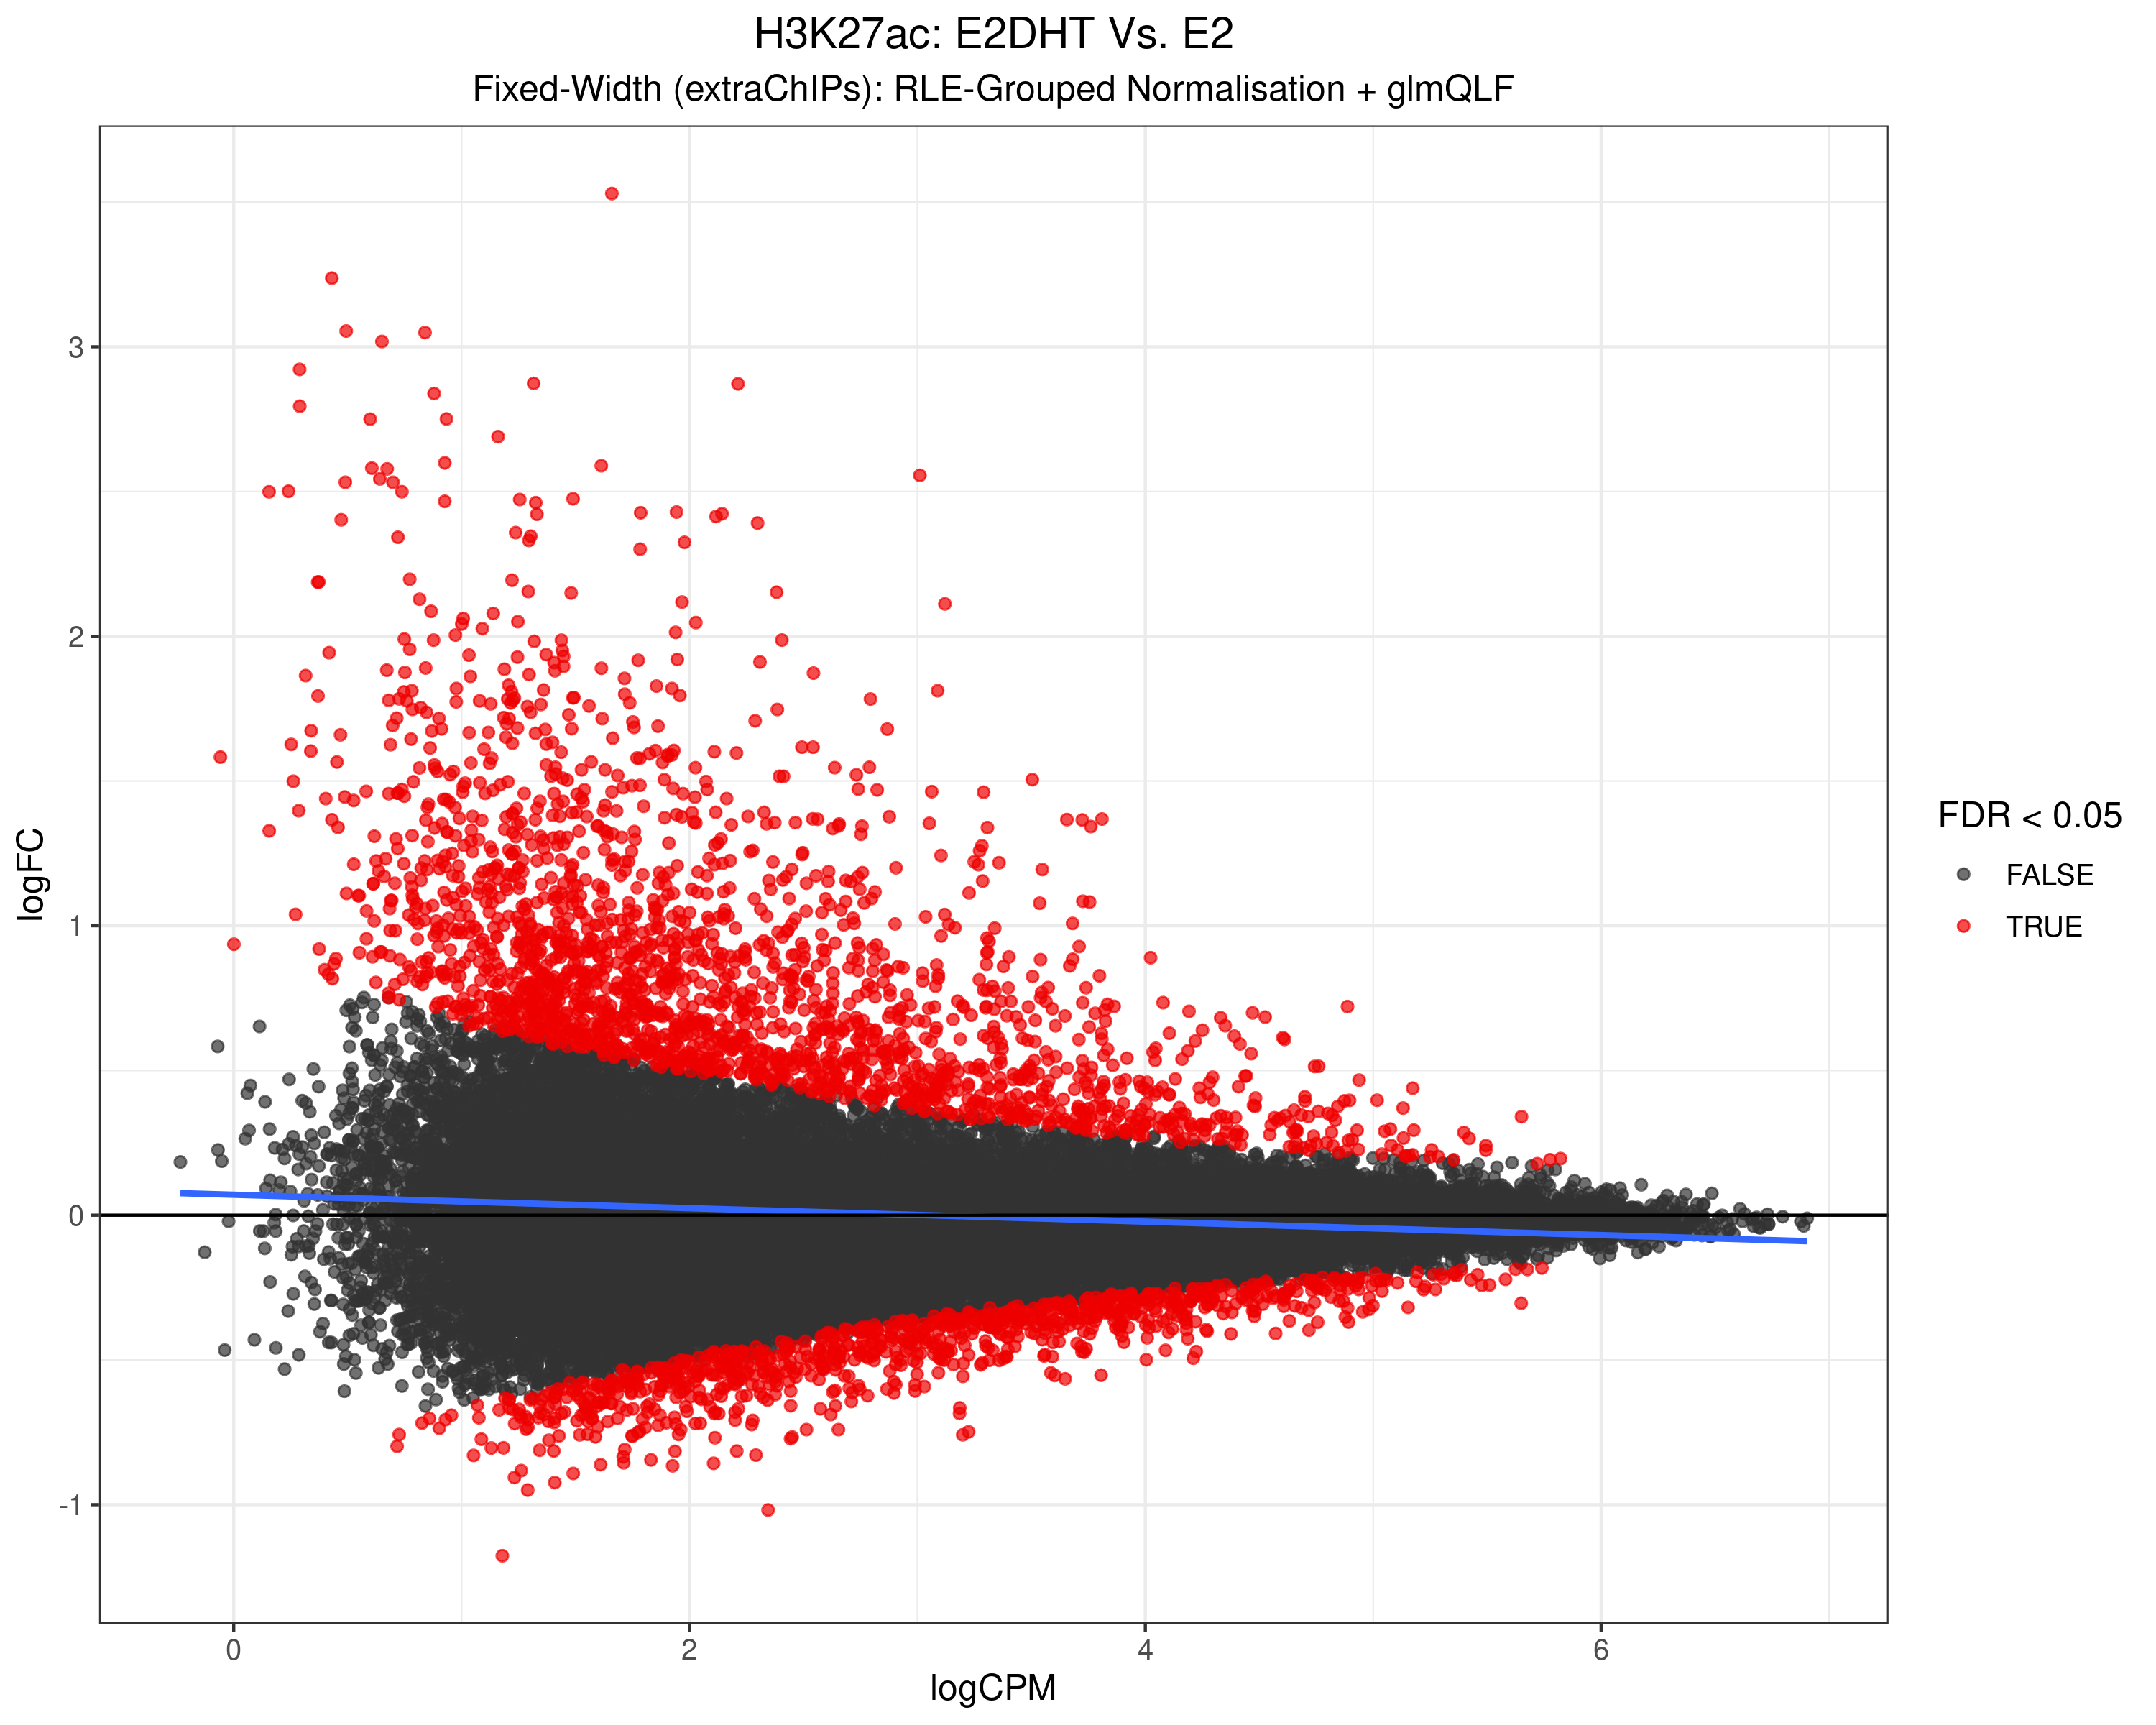 H3K27ac: E2DHT Vs. E2
Fixed-Width (extraChIPs): RLE-Grouped Normalisation + glmQLF
3
2
1
0
-1
logFC
0 2 4 6
logCPM
FDR < 0.05
FALSE
TRUE